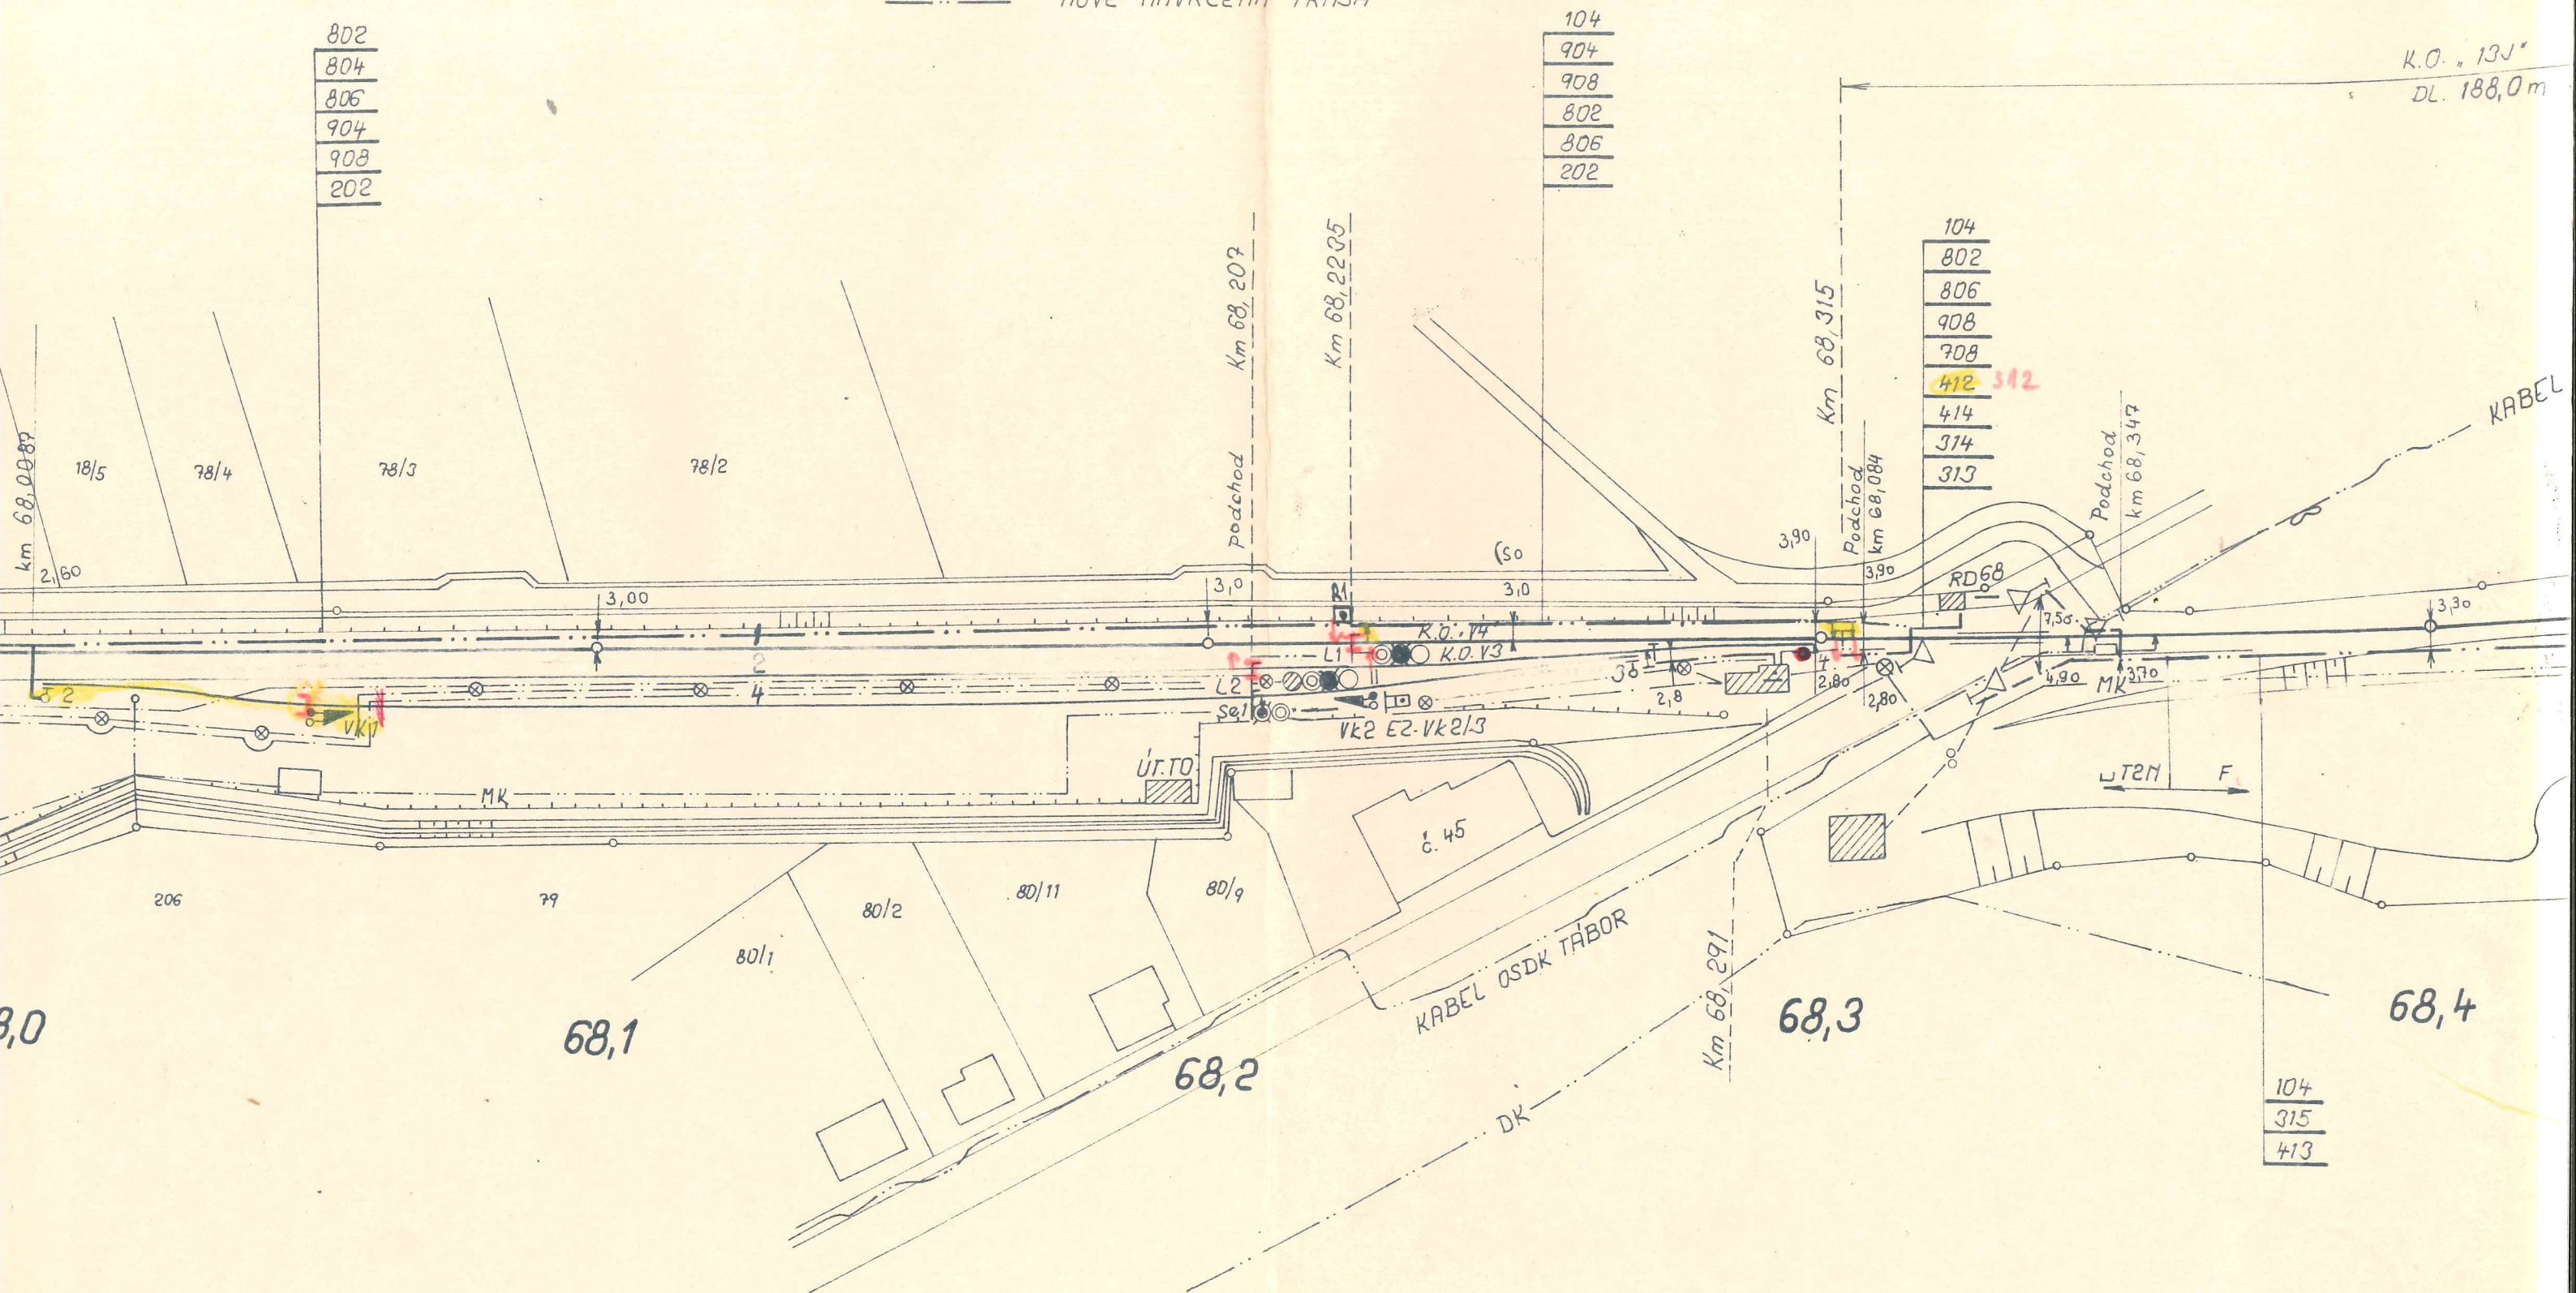 802
804
806
904
908
202
104
904
908
802
806
202
K.O. „13J“
DL. 188,0 m
104
802
806
908
708
412 312
414
314
313
km 68,0087
18/5
78/4
78/3
78/2
podchod Km 68,207
Km 68,2235
Km 68,315
Podchod
km 68,084
Podchod
km 68,347
KABEL
2,60
3,00
3,0
3,0
3,90
3,90
RD68
7,50
3,30
1
2
4
R1
K.O.V4
L1
K.O.V3
L2
Se1
Vk1
Vk2 EZ-Vk2/3
2,8
4
2,80
2,80
4,90
MK
3,70
ÚT.TO
MK
T2N
F
č. 45
206
79
80/1
80/2
80/11
80/9
KABEL OSDK TÁBOR
Km 68,291
DK
68,1
68,2
68,3
68,4
104
315
413